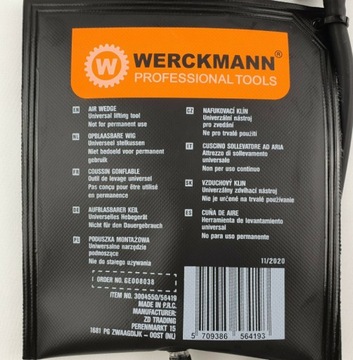 WERCKMANN®
PROFESSIONAL TOOLS
EN AIR WEDGE
Universal lifting tool
Not for permanent use
NL OPBLAASBARE WIG
Universeel stelkussen
Niet bedoeld voor permanent
gebruik
FR COUSSIN GONFLABLE
Outil de levage universel
Pas conçu pour être utilisé
en permanence
DE AUFBLASBARER KEIL
Universelles Hebegerät
Nicht für den Dauergebrauch
PL PODUSZKA MONTAŻOWA
Uniwersalne narzędzie
podnoszące
Nie do stałego używania
CZ NAFUKOVACÍ KLÍN
Univerzální nástroj
pro zvedání
Ne pro trvalé použití
IT CUSCINO SOLLEVATORE AD ARIA
Attrezzo di sollevamento
universale
Non per uso continuo
SK VZDUCHOVÝ KLIN
Univerzálny zdvíhací nástroj
Nie je určené na trvalé používanie
ES CUÑA DE AIRE
Herramienta de levantamiento
universal
No para uso permanente
11/2020
ORDER NO. 6E008038
ITEM NO. 3004550/56419
MADE IN P.R.C.
MANUFACTURER:
ZD TRADING
PERENMARKT 15
1681 PG ZWAAGDIJK - OOST (NL)
5 709386 564193